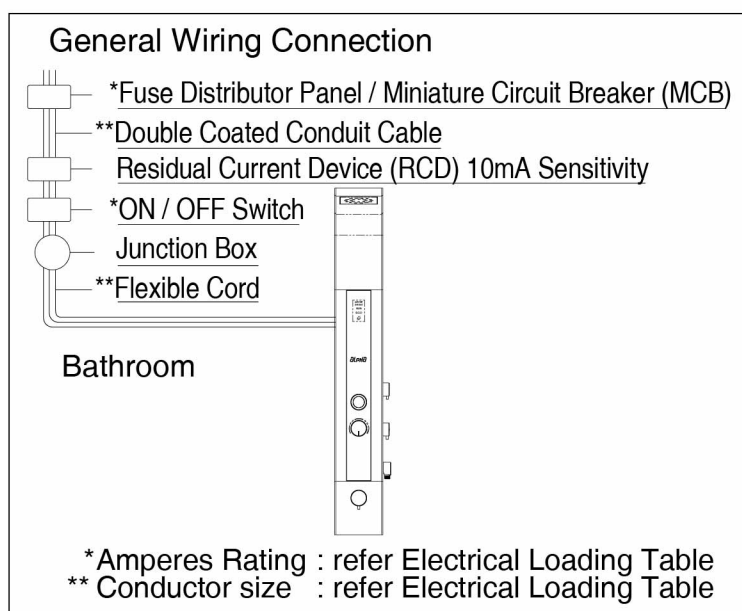 General Wiring Connection
*Fuse Distributor Panel / Miniature Circuit Breaker (MCB)
**Double Coated Conduit Cable
Residual Current Device (RCD) 10mA Sensitivity
*ON / OFF Switch
Junction Box
**Flexible Cord
Bathroom
ALPHA
*Amperes Rating : refer Electrical Loading Table
** Conductor size : refer Electrical Loading Table